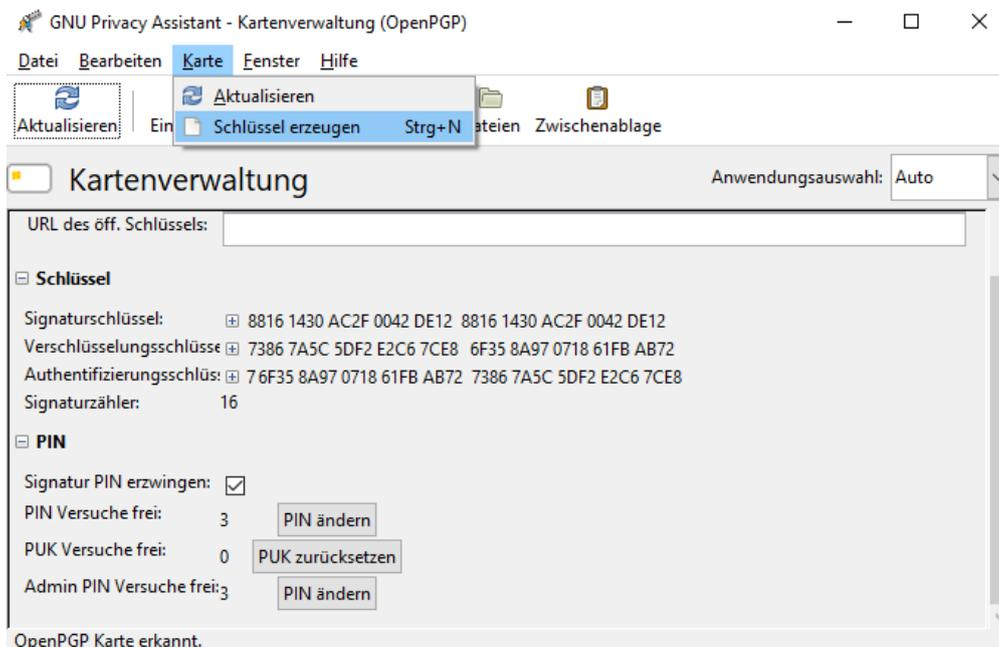 GNU Privacy Assistant - Kartenverwaltung (OpenPGP)
Datei Bearbeiten Karte Fenster Hilfe
Aktualisieren
Schlüssel erzeugen Strg+N
Aktualisieren Ein ateien Zwischenablage
Kartenverwaltung Anwendungsauswahl: Auto
URL des öff. Schlüssels:
Schlüssel
Signaturschlüssel: 8816 1430 AC2F 0042 DE12 8816 1430 AC2F 0042 DE12
Verschlüsselungsschlüsse 7386 7A5C 5DF2 E2C6 7CE8 6F35 8A97 0718 61FB AB72
Authentifizierungsschlüs: 7 6F35 8A97 0718 61FB AB72 7386 7A5C 5DF2 E2C6 7CE8
Signaturzähler: 16
PIN
Signatur PIN erzwingen:
PIN Versuche frei: 3 PIN ändern
PUK Versuche frei: 0 PUK zurücksetzen
Admin PIN Versuche frei: 3 PIN ändern
OpenPGP Karte erkannt.